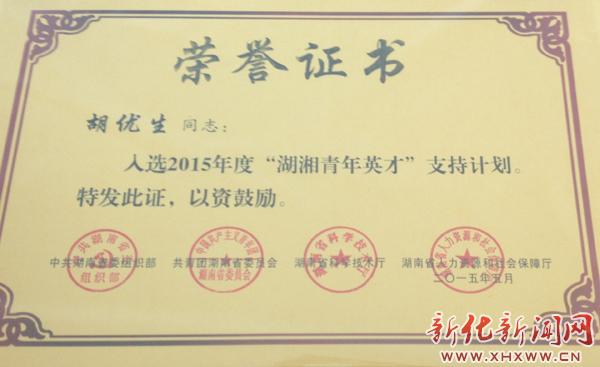 荣誉证书
胡优生 同志：
入选2015年度“湖湘青年英才”支持计划。
特发此证，以资鼓励。
中共湖南省委组织部 共青团湖南省委员会 湖南省科学技术厅 湖南省人力资源和社会保障厅
二〇一五年五月
新化新闻网
WWW.XHXWW.CN